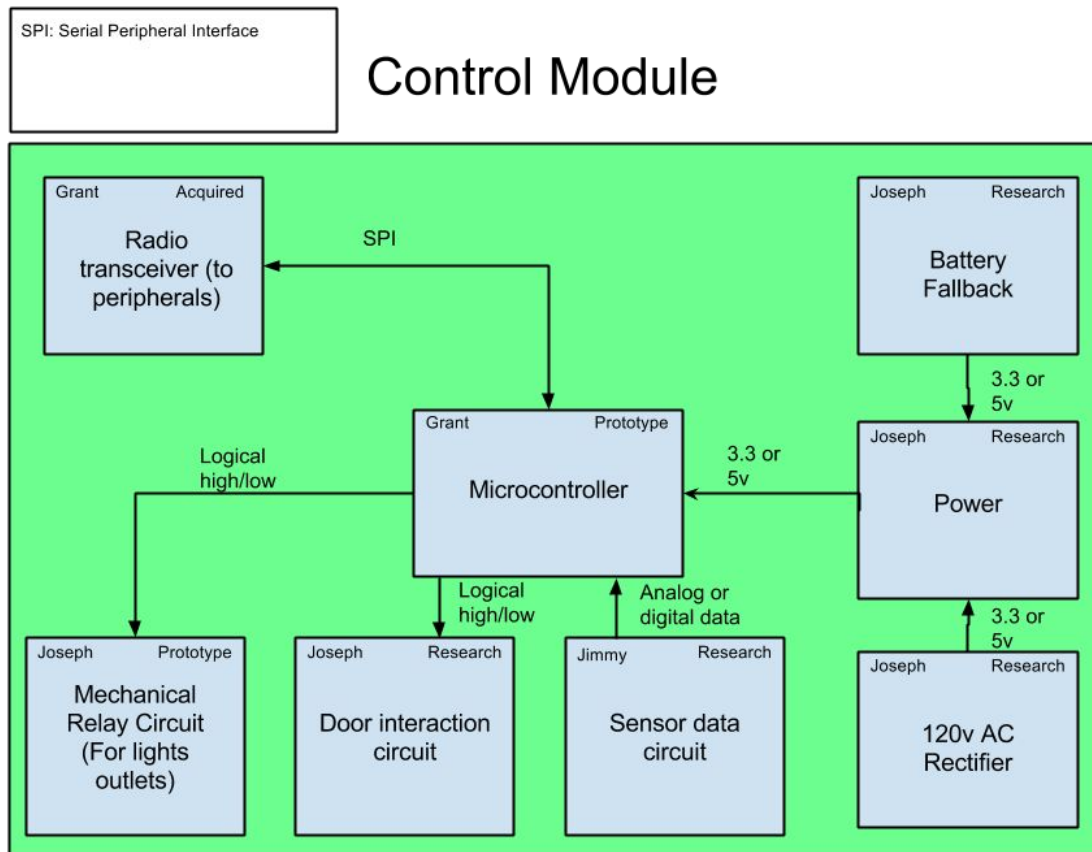 SPI: Serial Peripheral Interface
Control Module
Grant Acquired
Radio
transceiver (to
peripherals)
SPI
Joseph Research
Battery
Fallback
3.3 or
5v
Grant Prototype
Microcontroller
Logical
high/low
3.3 or
5v
Joseph Research
Power
Logical
high/low
Analog or
digital data
3.3 or
5v
Joseph Prototype
Mechanical
Relay Circuit
(For lights
outlets)
Joseph Research
Door interaction
circuit
Jimmy Research
Sensor data
circuit
Joseph Research
120v AC
Rectifier